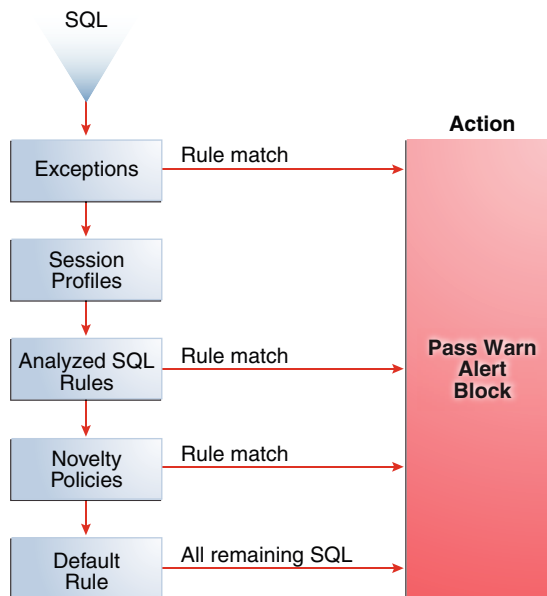 SQL
Action
Exceptions
Rule match
Session
Profiles
Analyzed SQL
Rules
Rule match
Pass Warn
Alert
Block
Novelty
Policies
Rule match
Default
Rule
All remaining SQL